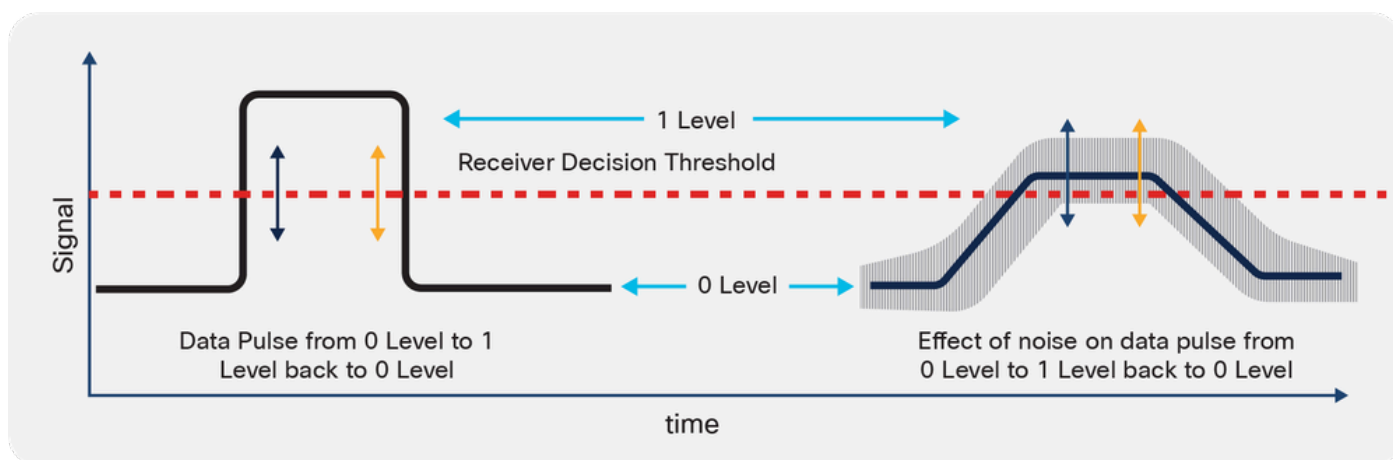 1 Level
Receiver Decision Threshold
Signal
0 Level
Data Pulse from 0 Level to 1
Level back to 0 Level
Effect of noise on data pulse from
0 Level to 1 Level back to 0 Level
time